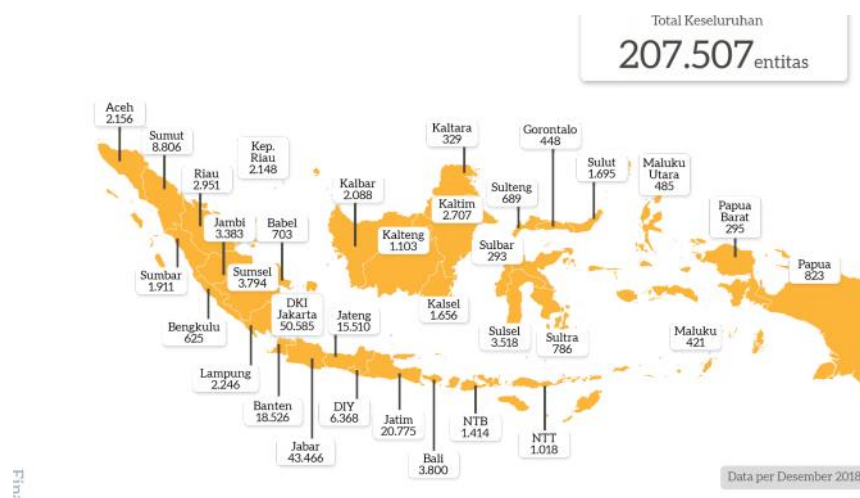 Total Keseluruhan
207.507 entitas
Aceh
2.156
Sumut
8.806
Kep.
Riau
2.148
Riau
2.951
Jambi
3.383
Babel
703
Sumbar
1.911
Sumsel
3.794
Bengkulu
625
Lampung
2.246
DKI
Jakarta
50.585
Jateng
15.510
Banten
18.526
Jabar
43.466
DIY
6.368
Jatim
20.775
Bali
3.800
NTB
1.414
NTT
1.018
Kalbar
2.088
Kalteng
1.103
Kaltara
329
Kaltim
2.707
Kalsel
1.656
Gorontalo
448
Sulteng
689
Sulut
1.695
Sulbar
293
Sulsel
3.518
Sultra
786
Maluku
Utara
485
Maluku
421
Papua
Barat
295
Papua
823
Data per Desember 2018